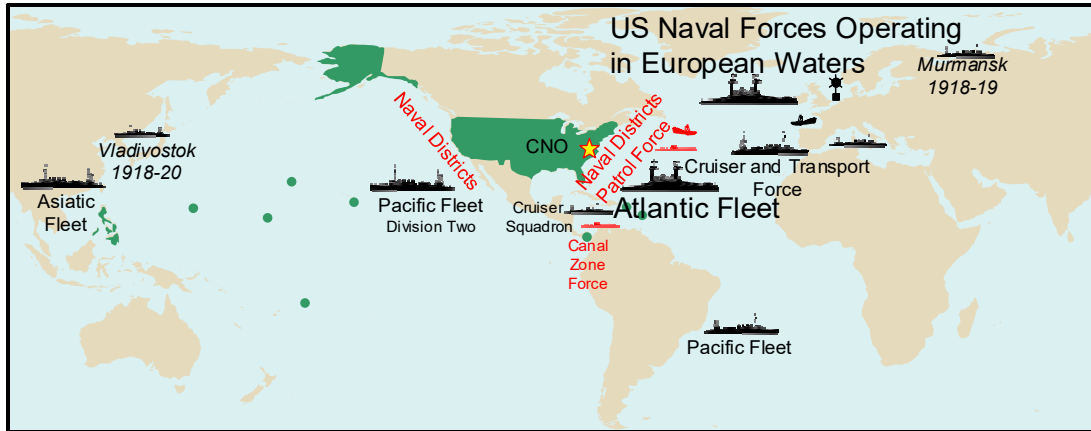 US Naval Forces Operating
in European Waters
Murmansk
1918-19
Naval Districts
Naval Districts
Patrol Force
CNO
Vladivostok
1918-20
Cruiser and Transport
Force
Asiatic
Fleet
Pacific Fleet
Division Two
Cruiser
Squadron
Atlantic Fleet
Canal
Zone
Force
Pacific Fleet